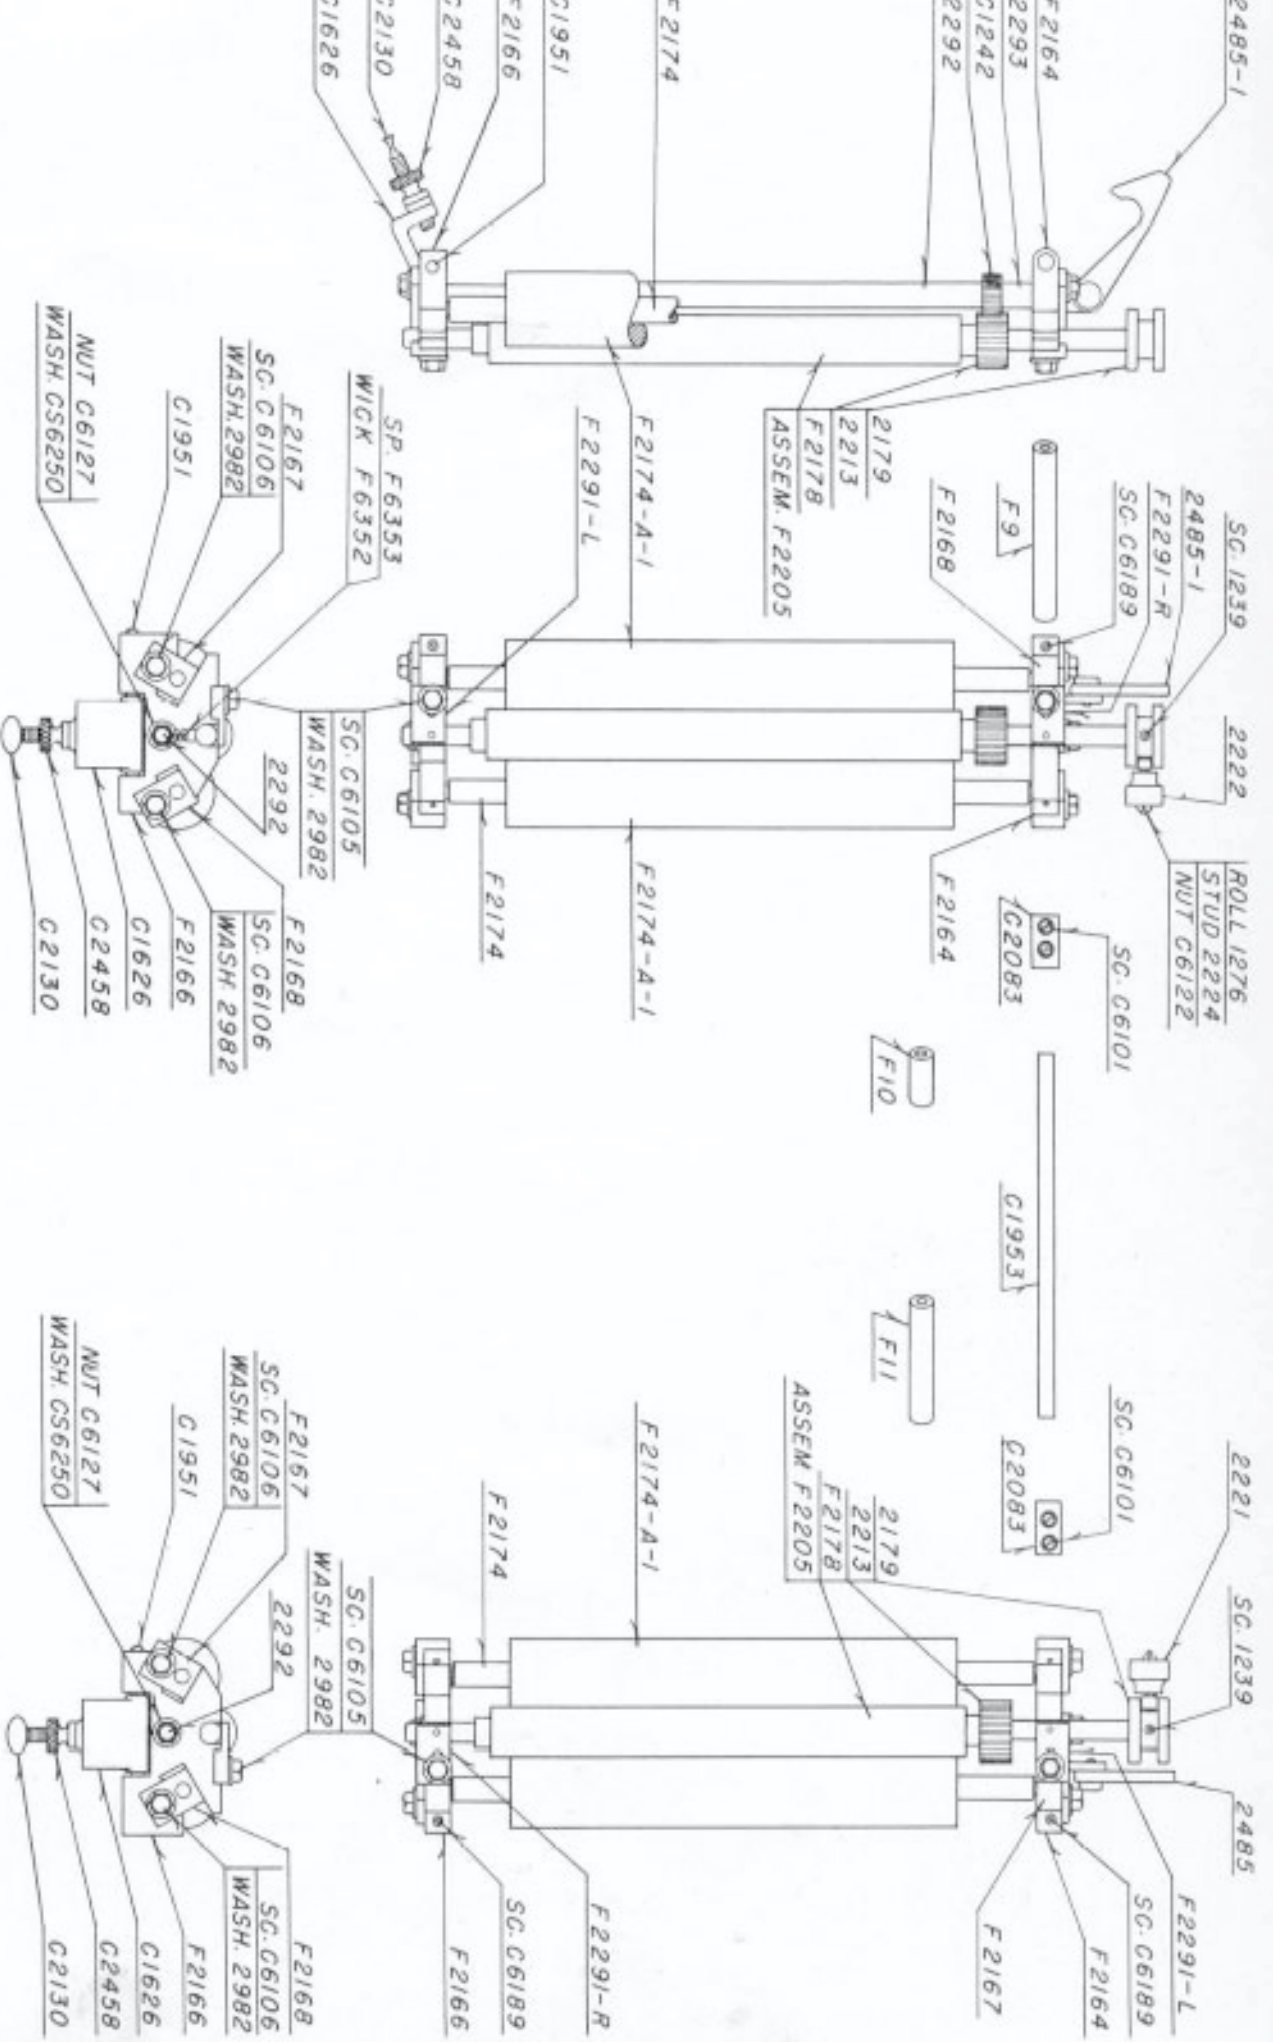 2485-1
F2164
2293
C1242
2292
F2174
C1951
F2166
C2458
C2130
C1626
2179
2213
F2178
ASSEM. F2205
F2174-A-1
F2291-L
SP. F6353
WICK F6352
F2167
SC. C6106
WASH. 2982
C1951
NUT C6127
WASH. CS6250
SC. 1239
2485-1
F2291-R
SC. C6189
F9
F2168
2222
ROLL 1276
STUD 2224
NUT C6122
SC. C6101
C2083
F2164
F2174-A-1
F2174
SC. C6105
WASH. 2982
2292
F2168
SC. C6106
WASH. 2982
F2166
C1626
C2458
C2130
F10
C1953
F11
SC. C6101
C2083
2221
SC. 1239
2485
F2291-L
SC. C6189
F2164
F2167
2179
2213
F2178
ASSEM F2205
F2174-A-1
F2174
F2291-R
SC. C6189
F2166
SC. C6105
WASH. 2982
2292
F2167
SC. C6106
WASH. 2982
C1951
NUT C6127
WASH. CS6250
F2168
SC. C6106
WASH. 2982
F2166
C1626
C2458
C2130